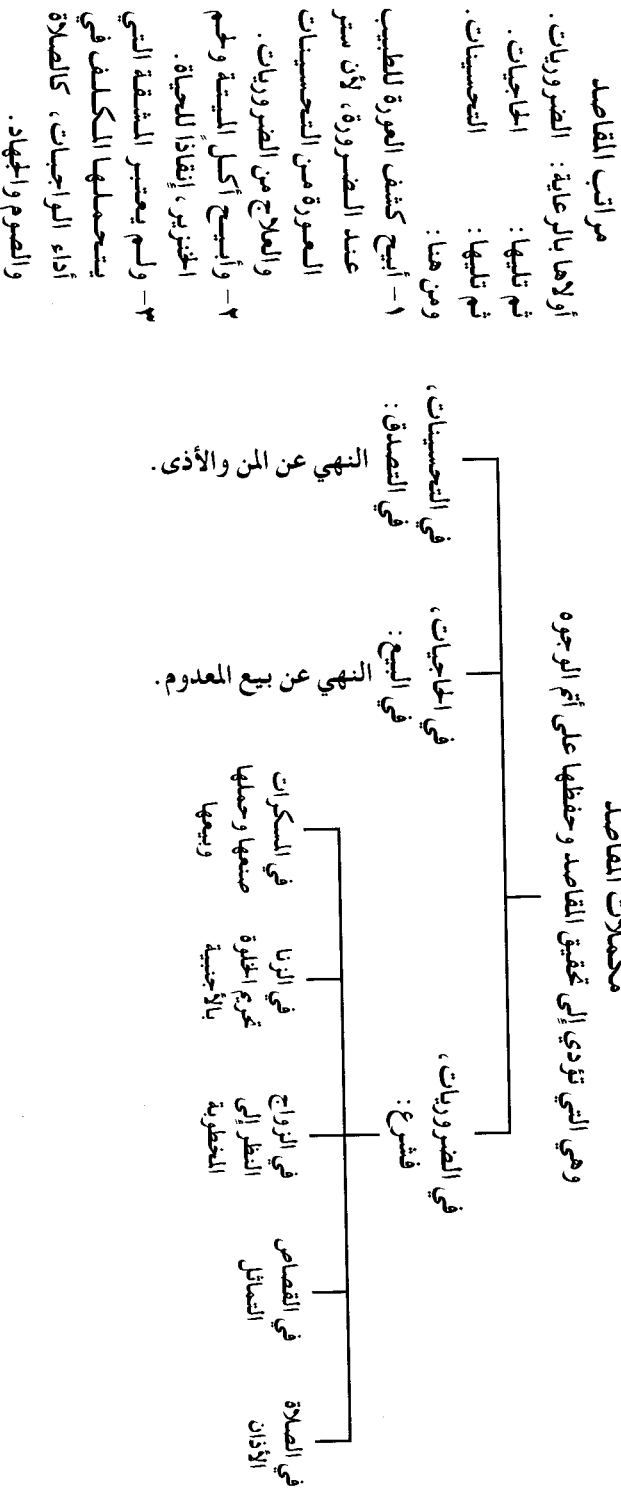 مكملات المقاصد
وهي التي تؤدي إلى تحقيق المقاصد وحفظها على أتم الوجوه
في الضروريات،
فشرع:
في الصلاة
الأذان
في القصاص
التماثل
في الزواج
النظر إلى
المخطوبة
في الزنا
تحريم الخلوة
بالأجنبية
في السكرات
صنعها وحملها
وبيعها
في الحاجيات،
في البيع:
النهي عن بيع المعدوم.
في التحسينات،
في التصدق:
النهي عن المن والأذى.
مراتب المقاصد
أولاها بالرعاية: الضروريات.
ثم تليها: الحاجيات.
ثم تليها: التحسينات.
ومن هنا:
١- أبيح كشف العورة للطبيب
عند الضرورة، لأن ستر
العورة من التحسينات
والعلاج من الضروريات.
٢- وأبيح أكل الميتة ولحم
الخنزير، إنقاذًا للحياة.
٣- ولم يعتبر المشقة التي
يتحملها المكلف في
أداء الواجبات، كالصلاة
والصوم والجهاد.